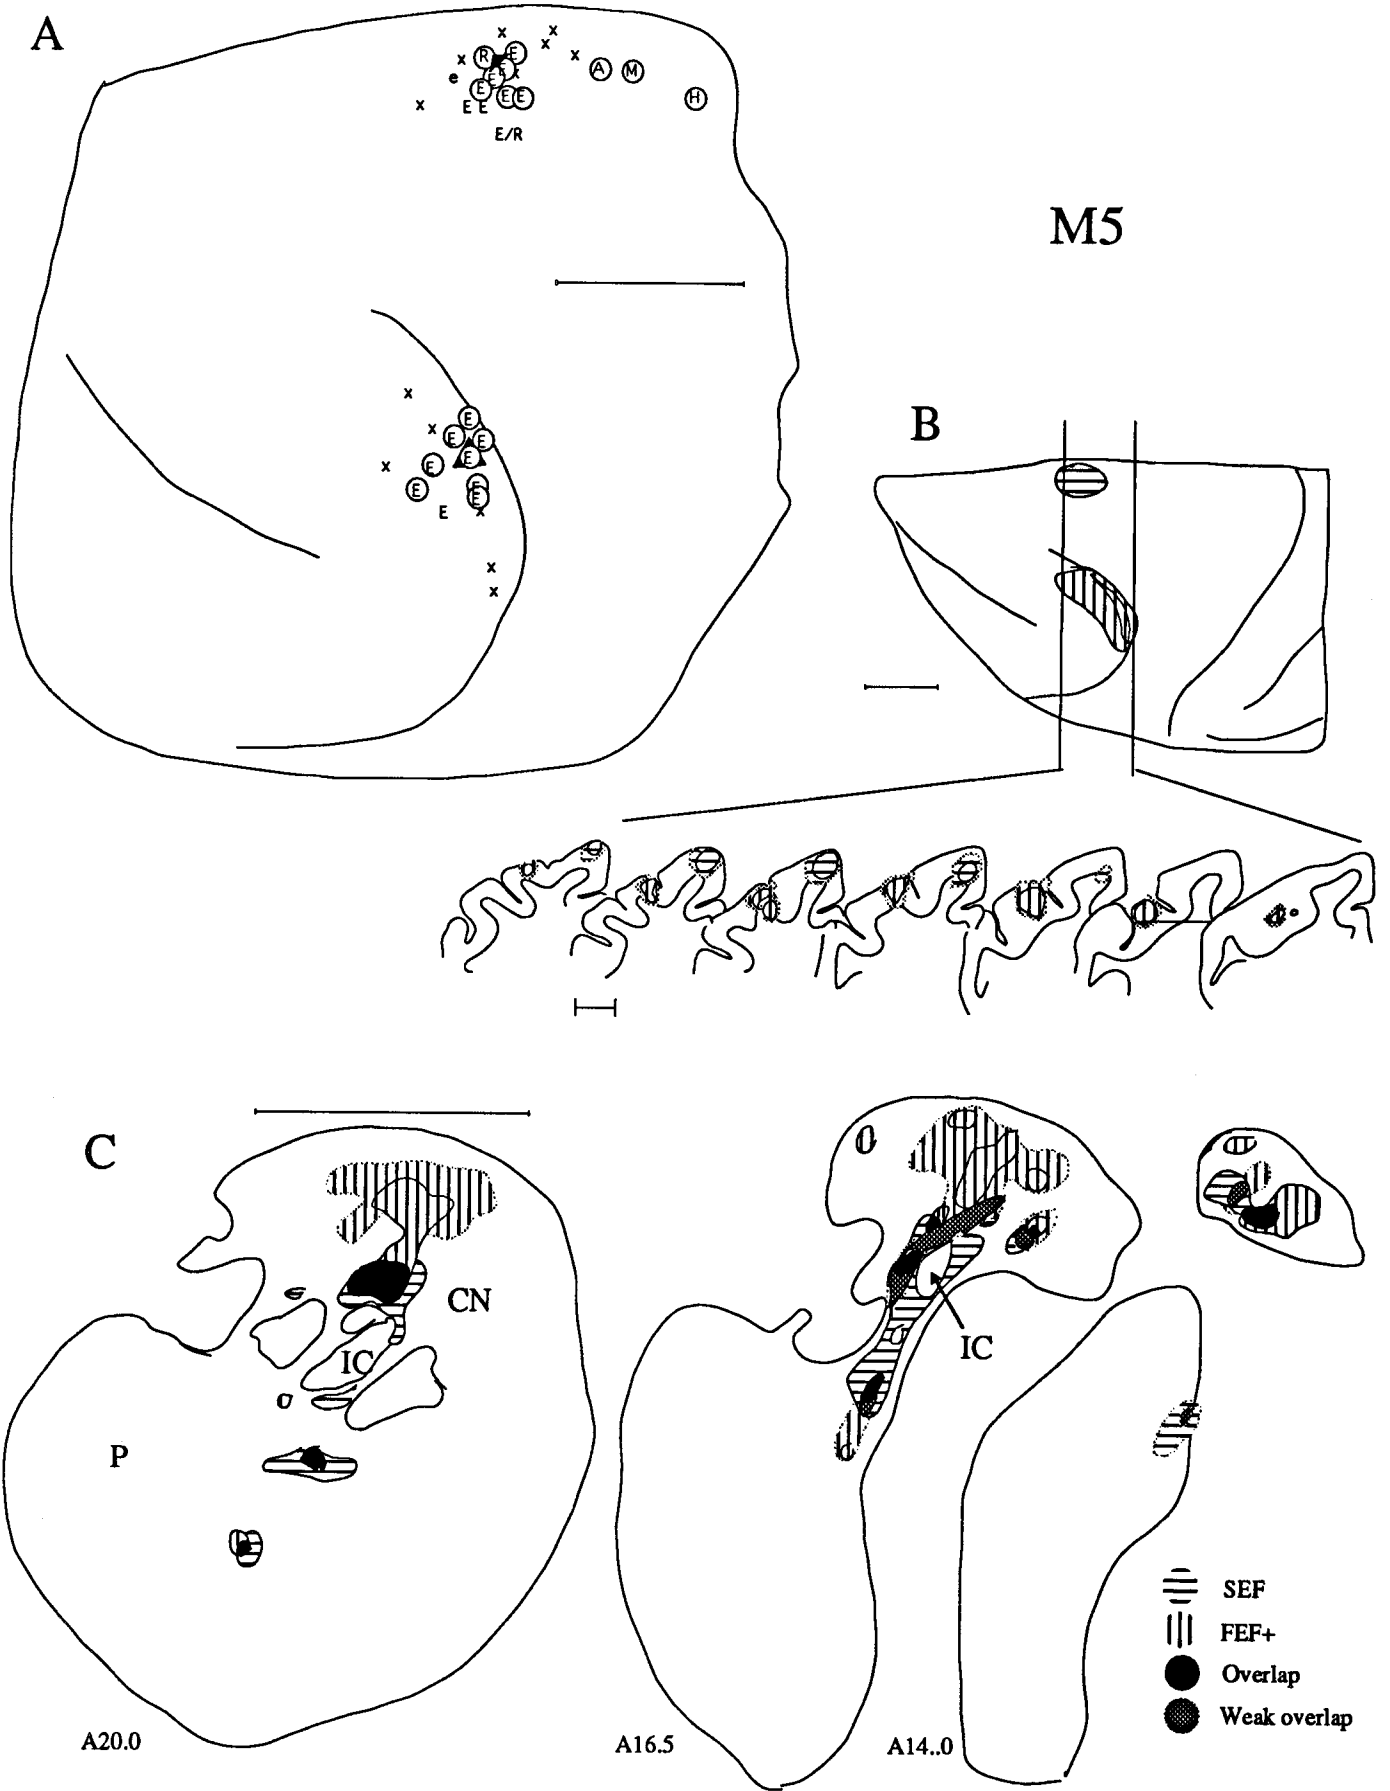 A
x x x x
x R E A M
e E x H
E
x E E E E E
E/R
M5
x
B
E
x E E
x E E
E E
E E
x
x
x
C
CN
IC
IC
P
SEF
FEF+
Overlap
Weak overlap
A20.0
A16.5
A14..0